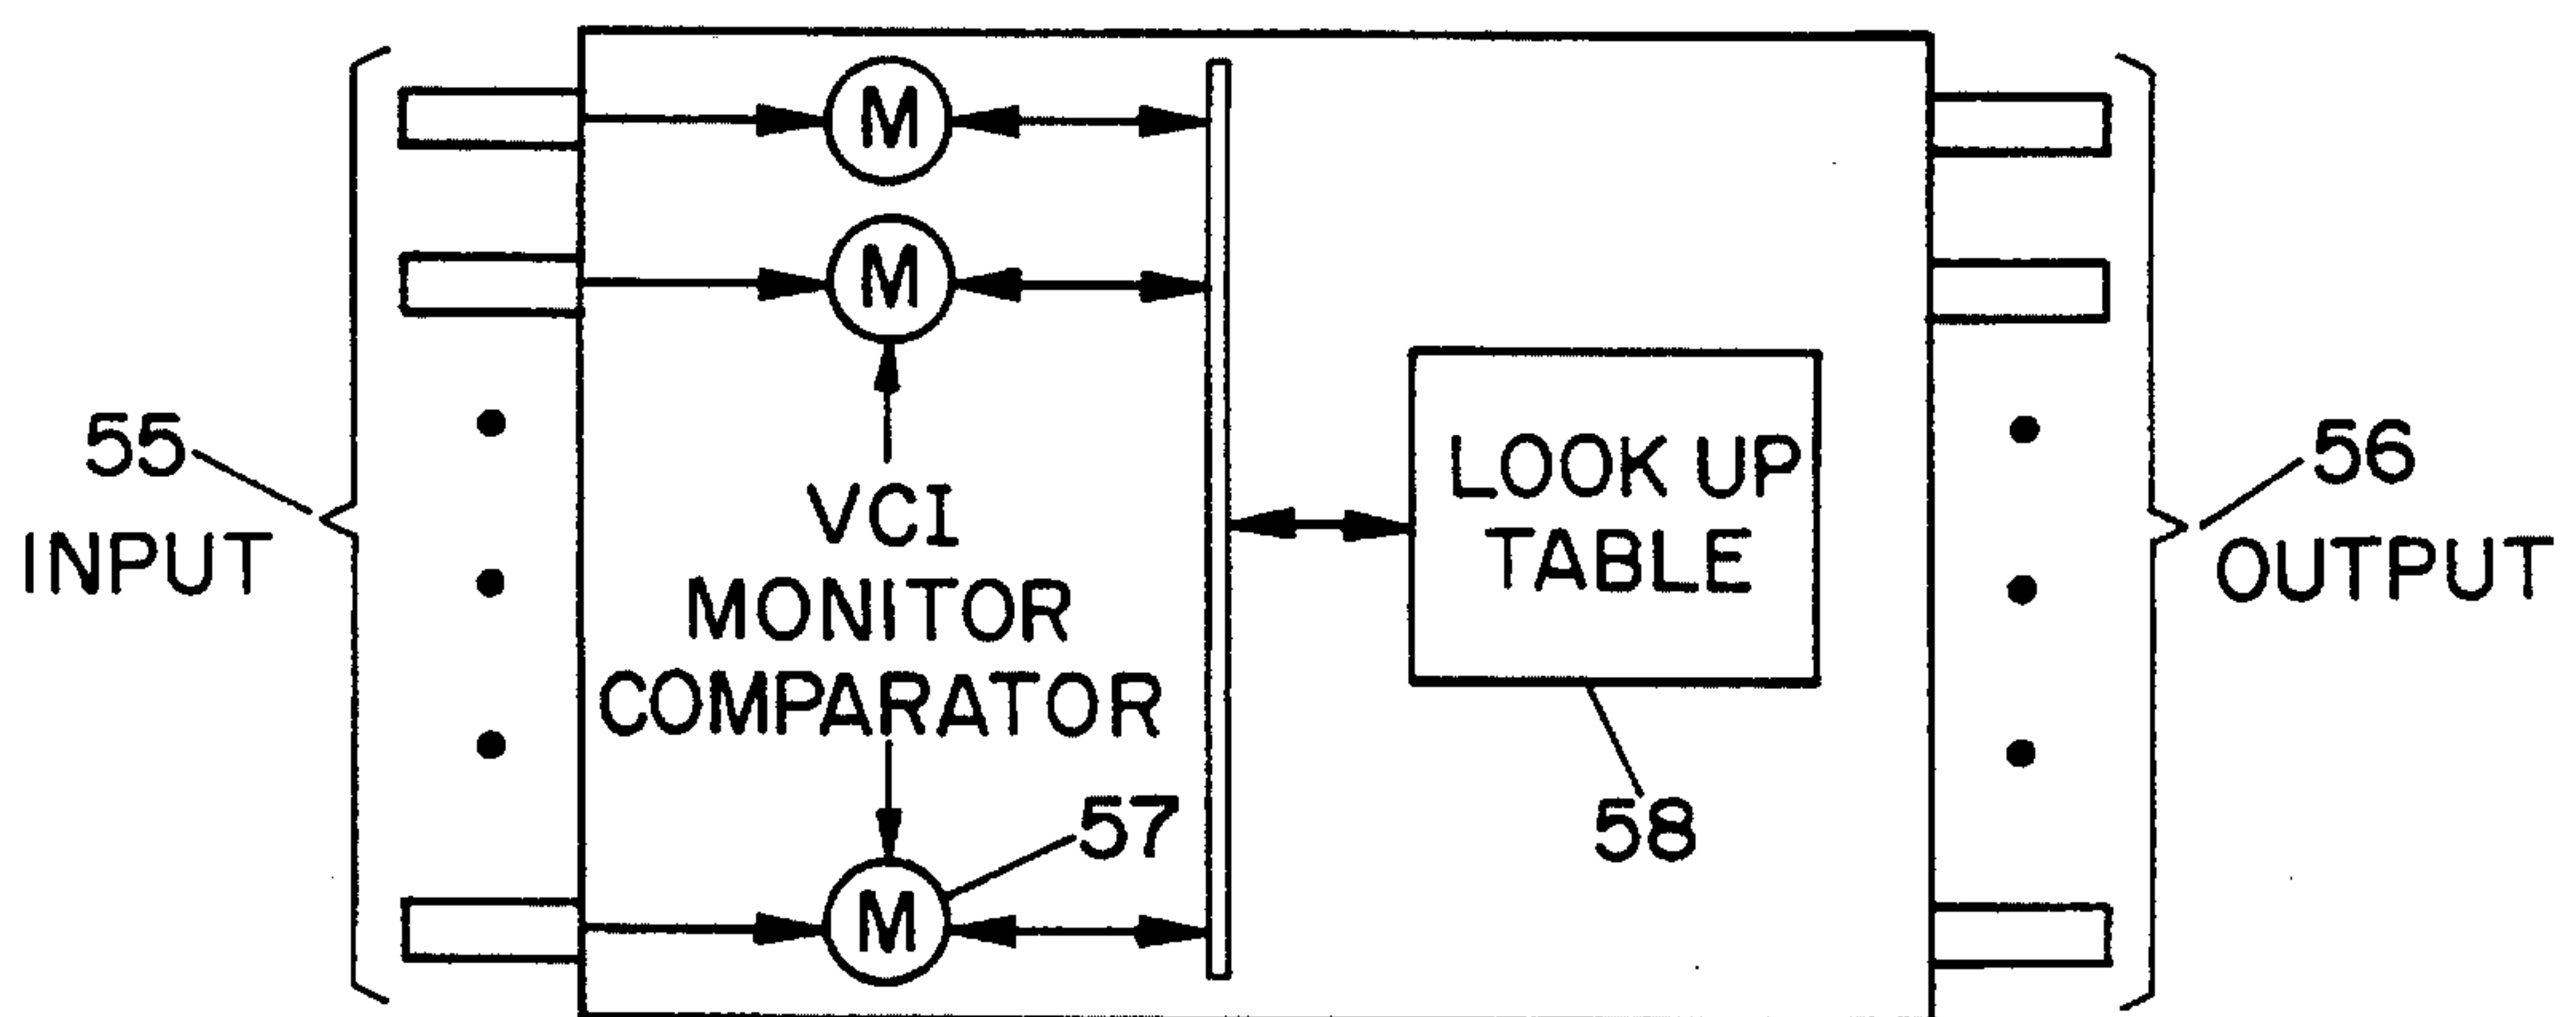 M
M
55
INPUT
VCI
MONITOR
COMPARATOR
LOOK UP
TABLE
56
OUTPUT
57
58
M